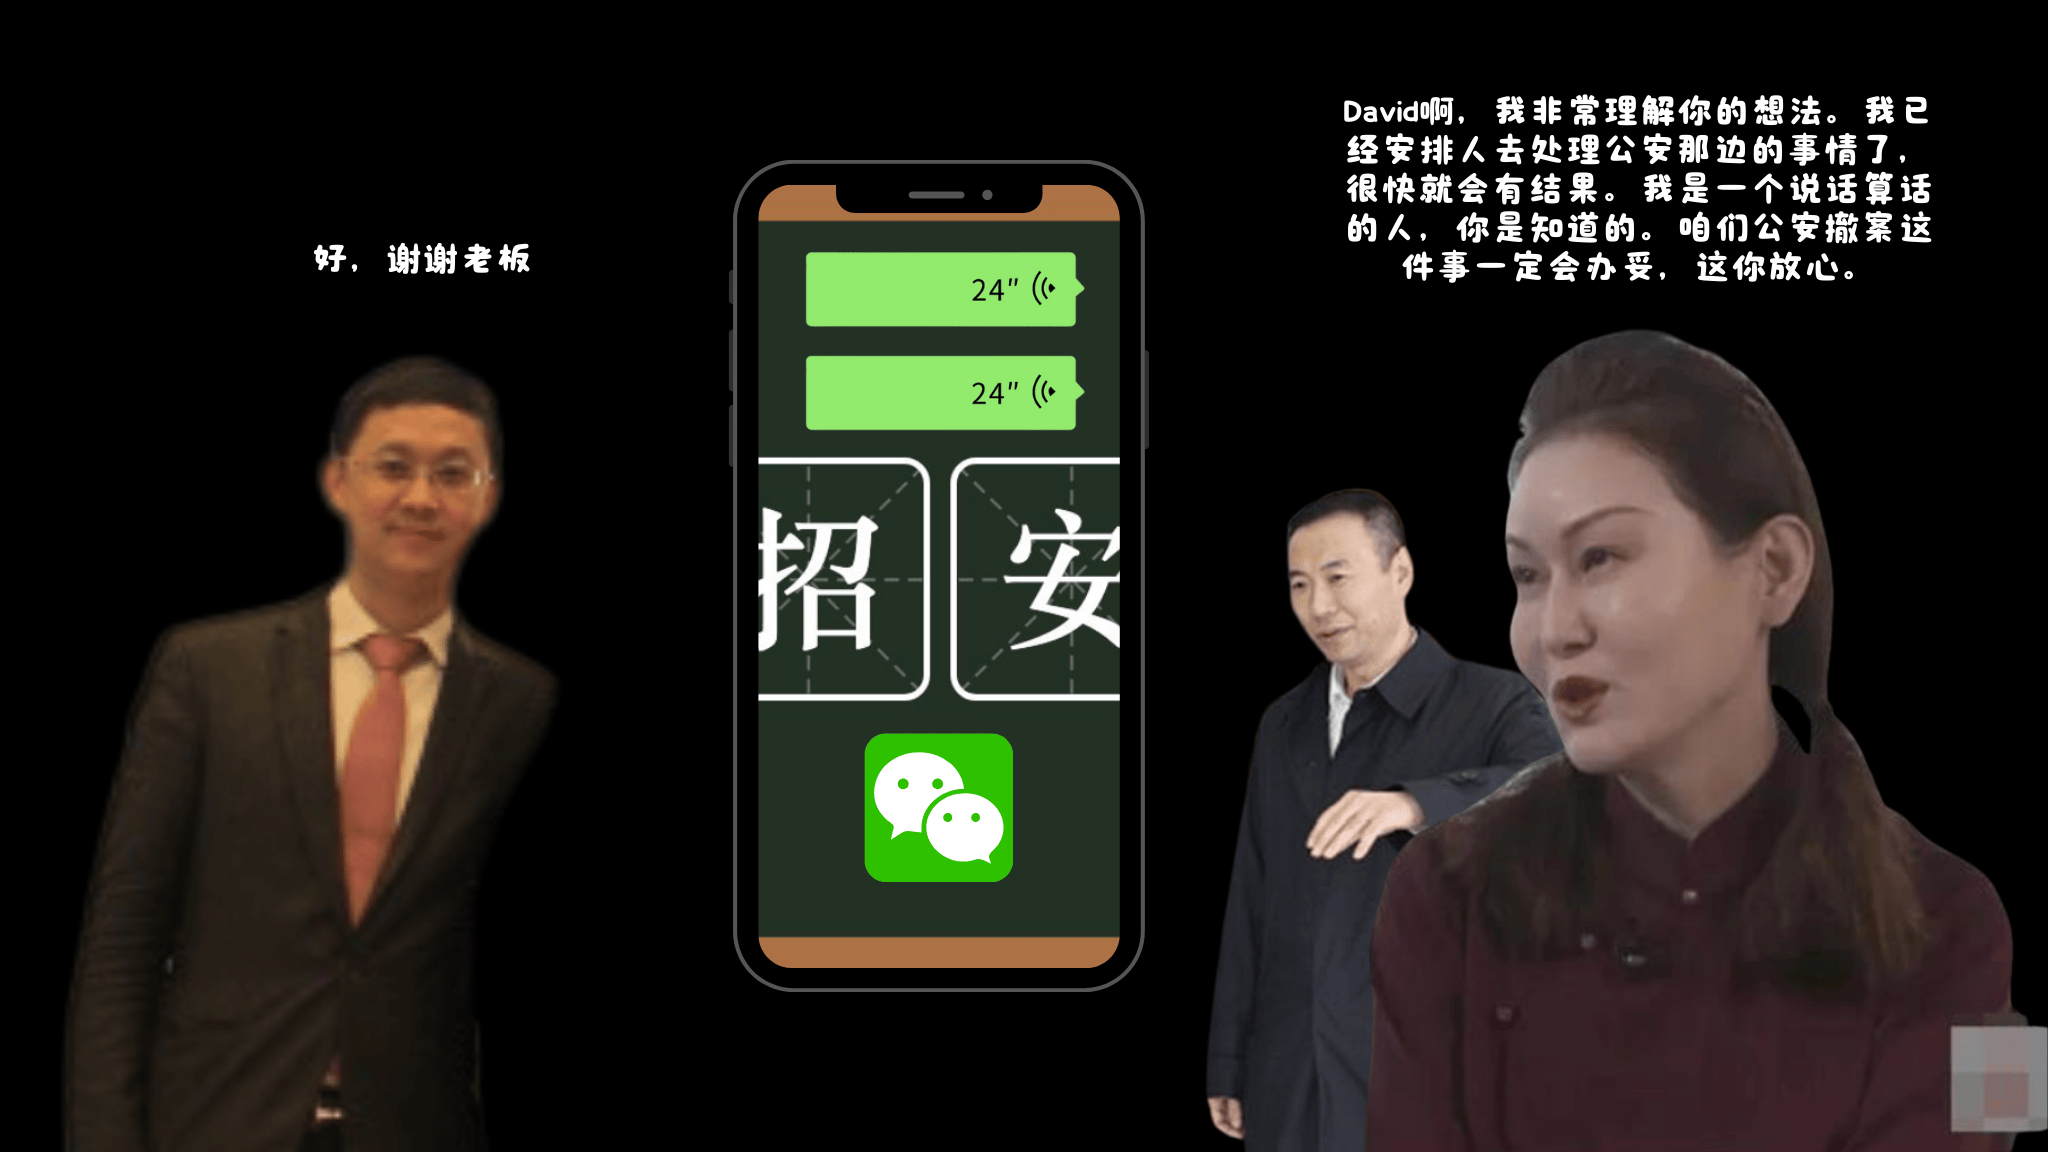 好，谢谢老板
24"
24"
招安
David啊，我非常理解你的想法。我已
经安排人去处理公安那边的事情了，
很快就会有结果。我是一个说话算话
的人，你是知道的。咱们公安撤案这
件事一定会办妥，这你放心。